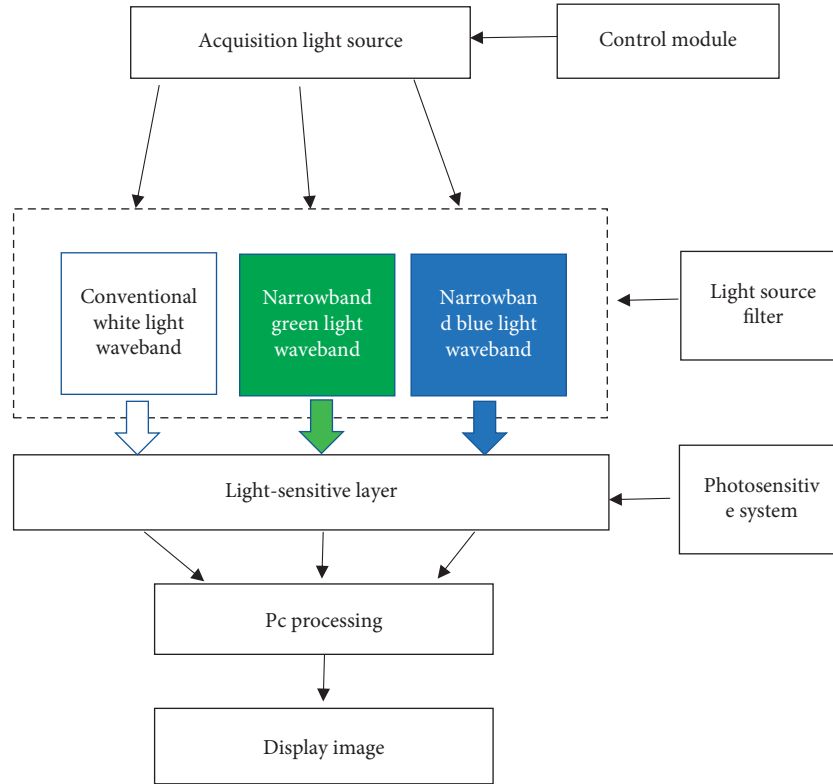 Acquisition light source
Control module
Conventional
white light
waveband
Narrowband
green light
waveband
Narrowban
d blue light
waveband
Light source
filter
Light-sensitive layer
Photosensitiv
e system
Pc processing
Display image